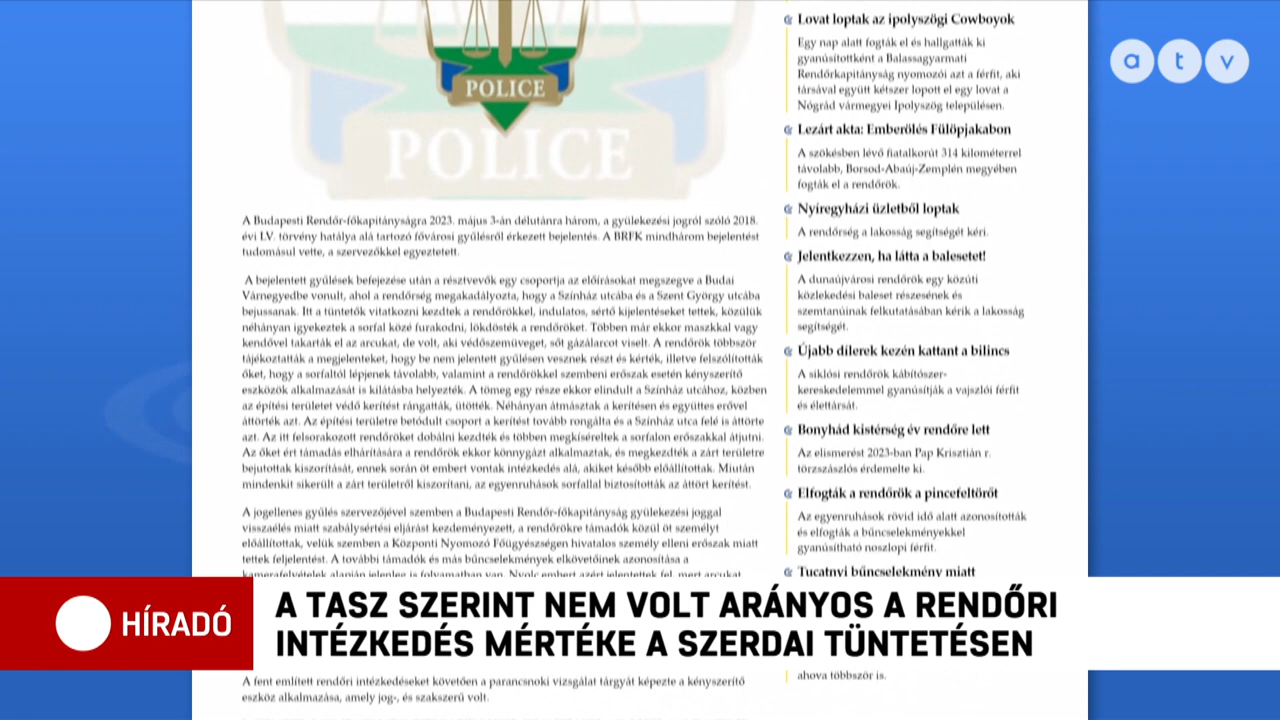 POLICE
POLICE
A Budapesti Rendőr-főkapitányságra 2023. május 3-án délutánra három, a gyülekezési jogról szóló 2018.
évi LV. törvény hatálya alá tartozó fővárosi gyűlésről érkezett bejelentés. A BRFK mindhárom bejelentést
tudomásul vette, a szervezőkkel egyeztetett.
A bejelentett gyűlések befejezése után a résztvevők egy csoportja az előírásokat megszegve a Budai
Várnegyedbe vonult, ahol a rendőrség megakadályozta, hogy a Színház utcába és a Szent György utcába
bejussanak. Itt a tüntetők vitatkozni kezdtek a rendőrökkel, indulatos, sértő kijelentéseket tettek, közülük
néhányan igyekeztek a sorfal közé furakodni, lökdösték a rendőröket. Többen már ekkor maszkkal vagy
kendővel takarták el az arcukat, de volt, aki védőszemüveget, sőt gázálarcot viselt. A rendőrök többször
tájékoztatták a megjelenteket, hogy be nem jelentett gyűlésen vesznek részt és kérték, illetve felszólították
őket, hogy a sorfaltól lépjenek távolabb, valamint a rendőrökkel szembeni erőszak esetén kényszerítő
eszközök alkalmazását is kilátásba helyezték. A tömeg egy része ekkor elindult a Színház utcához, közben
az építési területet védő kerítést rángatták, ütötték. Néhányan átmásztak a kerítésen és együttes erővel
áttörték azt. Az építési területre betódult csoport a kerítést tovább rongálta és a Színház utca felé is áttörte
azt. Az itt felsorakozott rendőröket dobálni kezdték és többen megkíséreltek a sorfalon erőszakkal átjutni.
Az őket ért támadás elhárítására a rendőrök ekkor könnygázt alkalmaztak, és megkezdték a zárt területre
bejutottak kiszorítását, ennek során öt embert vontak intézkedés alá, akiket később előállítottak. Miután
mindenkit sikerült a zárt területről kiszorítani, az egyenruhások sorfallal biztosították az áttört kerítést.
A jogellenes gyűlés szervezőjével szemben a Budapesti Rendőr-főkapitányság gyülekezési joggal
visszaélés miatt szabálysértési eljárást kezdeményezett, a rendőrökre támadók közül öt személyt
előállítottak, velük szemben a Központi Nyomozó Főügyészségen hivatalos személy elleni erőszak miatt
tettek feljelentést. A további támadók és más bűncselekmények elkövetőinek azonosítása a
kamerafelvételek alapján jelenleg is folyamatban van. Nyolc embert azért jelentettek fel, mert arcukat
A fent említett rendőri intézkedéseket követően a parancsnoki vizsgálat tárgyát képezte a kényszerítő
eszköz alkalmazása, amely jog-, és szakszerű volt.
Lovat loptak az ipolyszögi Cowboyok
Egy nap alatt fogták el és hallgatták ki
gyanúsítottként a Balassagyarmati
Rendőrkapitányság nyomozói azt a férfit, aki
társával együtt kétszer lopott el egy lovat a
Nógrád vármegyei Ipolyszög településen.
Lezárt akta: Emberölés Fülöpjakabon
A szökésben lévő fiatalkorút 314 kilométerrel
távolabb, Borsod-Abaúj-Zemplén megyében
fogták el a rendőrök.
Nyíregyházi üzletből loptak
A rendőrség a lakosság segítségét kéri.
Jelentkezzen, ha látta a balesetet!
A dunaújvárosi rendőrök egy közúti
közlekedési baleset részesének és
szemtanúinak felkutatásában kérik a lakosság
segítségét.
Újabb dílerek kezén kattant a bilincs
A siklósi rendőrök kábítószer-
kereskedelemmel gyanúsítják a vajszlói férfit
és élettársát.
Bonyhád kistérség év rendőre lett
Az elismerést 2023-ban Pap Krisztián r.
törzszászlós érdemelte ki.
Elfogták a rendőrök a pincefeltörőt
Az egyenruhások rövid idő alatt azonosították
és elfogták a bűncselekményekkel
gyanúsítható noszlopi férfit.
Tucatnyi bűncselekmény miatt
ahova többször is.
atv
HÍRADÓ
A TASZ SZERINT NEM VOLT ARÁNYOS A RENDŐRI
INTÉZKEDÉS MÉRTÉKE A SZERDAI TÜNTETÉSEN